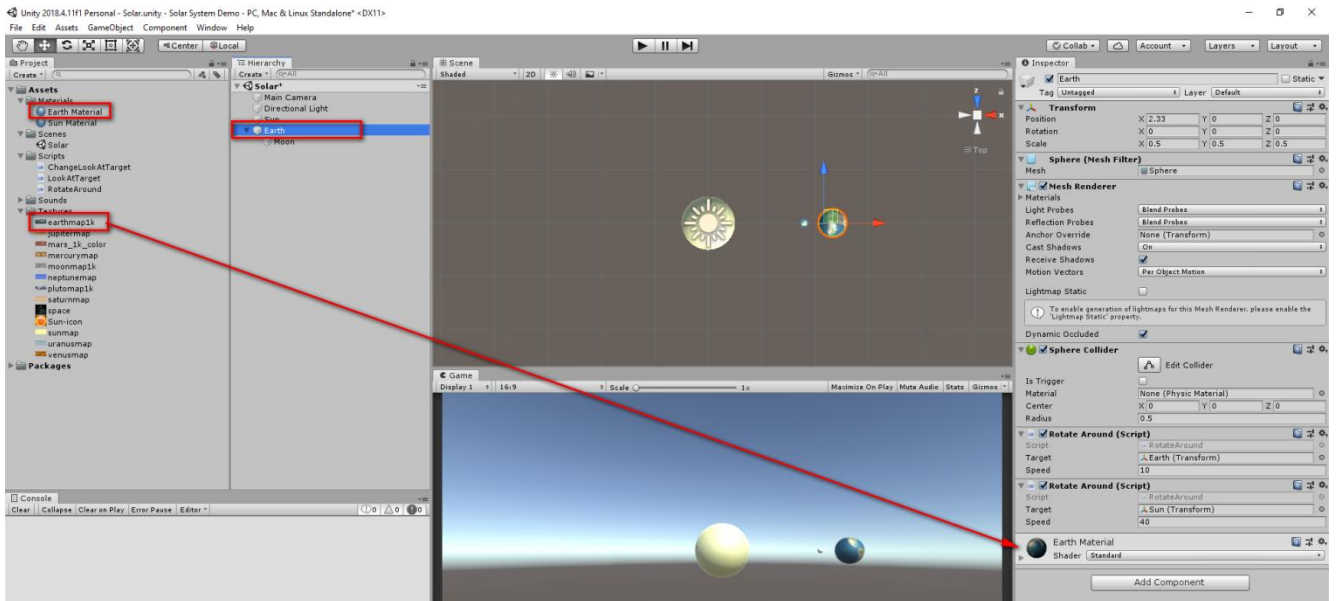 Unity 2018.4.11f1 Personal - Solar.unity - Solar System Demo - PC, Mac & Linux Standalone* <DX11>
File Edit Assets GameObject Component Window Help
Center Local
Collab Account Layers Layout
Project
Create
Assets
Materials
Earth Material
Sun Material
Scenes
Solar
Scripts
ChangeLookAtTarget
LookAtTarget
RotateAround
Sounds
Textures
earthmap1k
jupitermap
mars_1k_color
mercurymap
moonmap1k
neptunemap
plutomap1k
saturnmap
space
Sun-icon
sunmap
uranusmap
venusmap
Packages
Hierarchy
Create Q*All
Solar*
Main Camera
Directional Light
Sun
Earth
Moon
Scene
Shaded 2D Gizmos Q*All
z
x
Top
Game
Display 1 16:9 Scale 1x Maximize On Play Mute Audio Stats Gizmos
Console
Clear Collapse Clear on Play Error Pause Editor 0 0 0
Inspector
Earth Static
Tag Untagged Layer Default
Transform
Position X 2.33 Y 0 Z 0
Rotation X 0 Y 0 Z 0
Scale X 0.5 Y 0.5 Z 0.5
Sphere (Mesh Filter)
Mesh Sphere
Mesh Renderer
Materials
Light Probes Blend Probes
Reflection Probes Blend Probes
Anchor Override None (Transform)
Cast Shadows On
Receive Shadows
Motion Vectors Per Object Motion
Lightmap Static
To enable generation of lightmaps for this Mesh Renderer, please enable the
'Lightmap Static' property.
Dynamic Occluded
Sphere Collider
Edit Collider
Is Trigger
Material None (Physic Material)
Center X 0 Y 0 Z 0
Radius 0.5
Rotate Around (Script)
Script RotateAround
Target Earth (Transform)
Speed 10
Rotate Around (Script)
Script RotateAround
Target Sun (Transform)
Speed 40
Earth Material
Shader Standard
Add Component